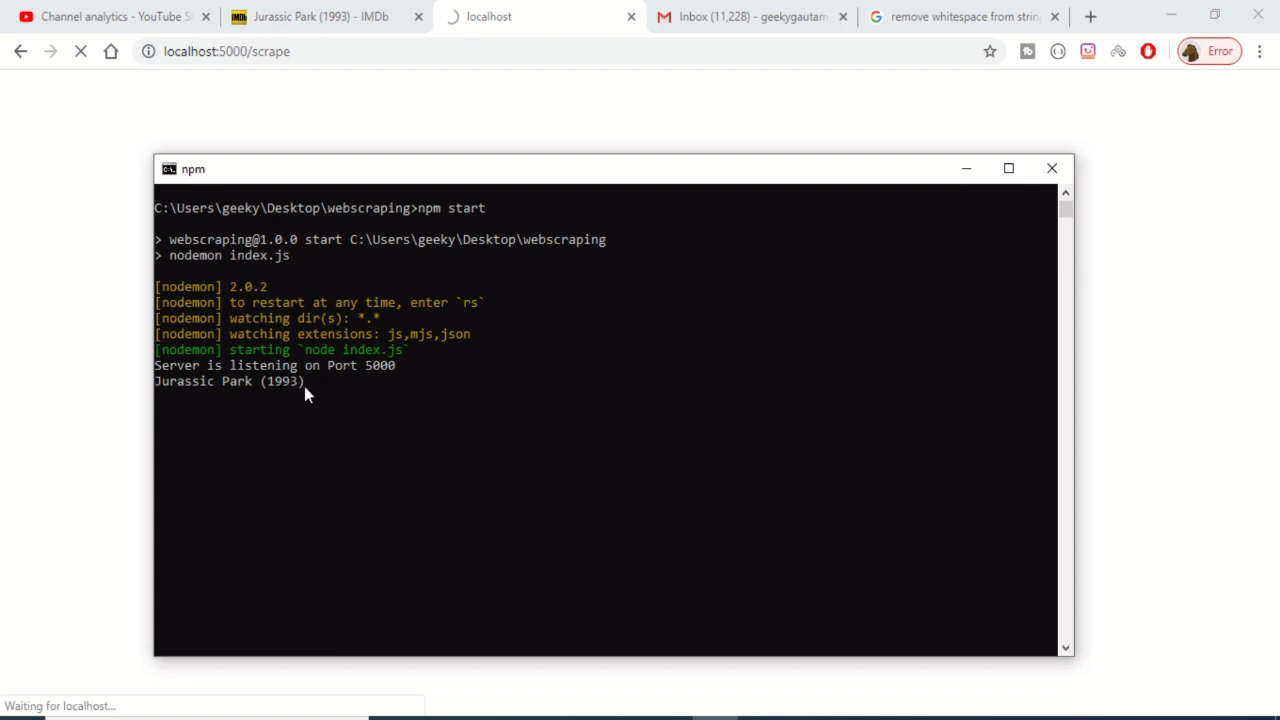 Channel analytics - YouTube S
IMDb Jurassic Park (1993) - IMDb
localhost
Inbox (11,228) - geekygautam
remove whitespace from string
localhost:5000/scrape
Error
npm
C:\Users\geeky\Desktop\webscraping>npm start
> webscraping@1.0.0 start C:\Users\geeky\Desktop\webscraping
> nodemon index.js
[nodemon] 2.0.2
[nodemon] to restart at any time, enter `rs`
[nodemon] watching dir(s): *.*
[nodemon] watching extensions: js,mjs,json
[nodemon] starting `node index.js`
Server is listening on Port 5000
Jurassic Park (1993)
Waiting for localhost...